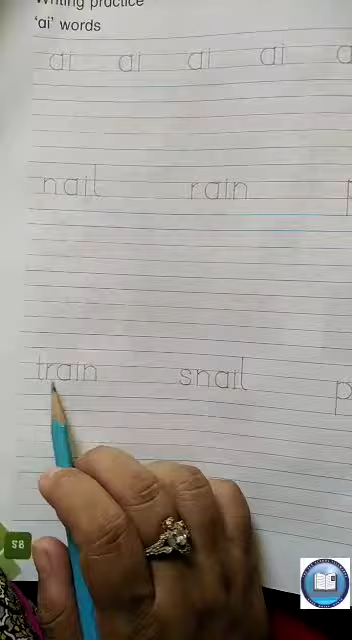 Writing practice
'ai' words
ai ai ai ai a
nail rain p
train snail p
58